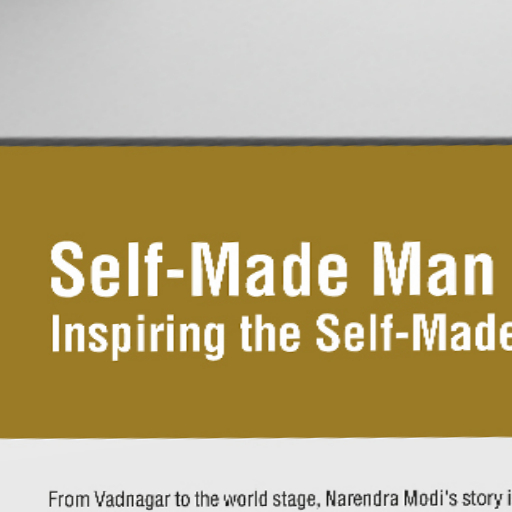 Self-Made Man
Inspiring the Self-Made
From Vadnagar to the world stage, Narendra Modi's story